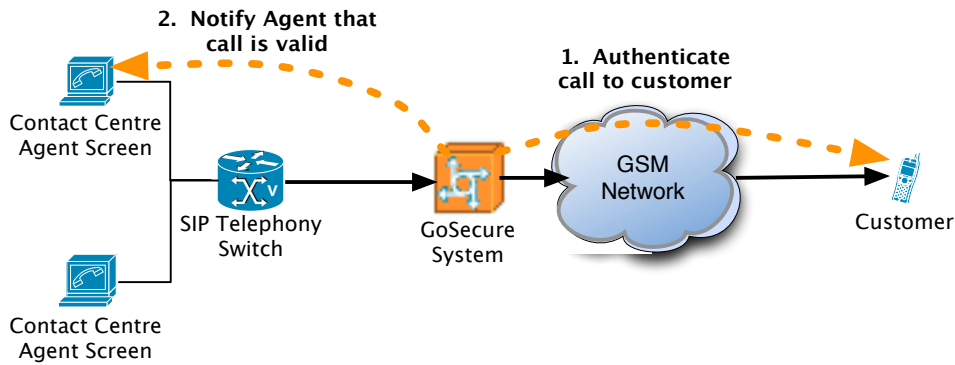 2. Notify Agent that
call is valid
1. Authenticate
call to customer
Contact Centre
Agent Screen
GSM
Network
V
SIP Telephony
Switch
GoSecure
System
Customer
Contact Centre
Agent Screen